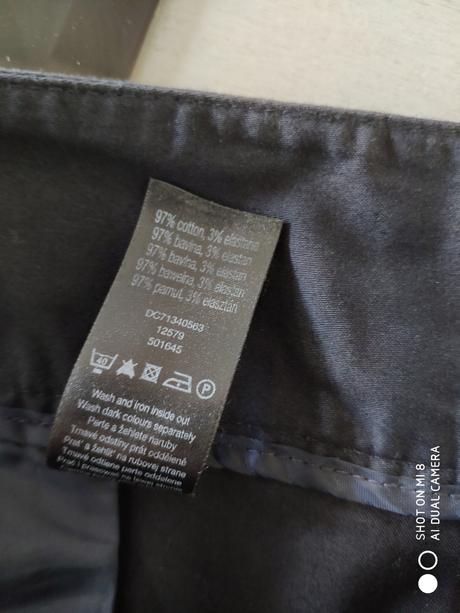 97% cotton, 3% elastane
97% bavlna, 3% elastan
97% bavlna, 3% elastan
97% bawełna, 3% elastan
97% pamut, 3% elasztán
DC71340563
12579
501645
40
P
Wash and iron inside out
Wash dark colours separately
Perte a žehlete naruby
Tmavé odstíny prát odděleně
Prať a žehliť na rubovej strane
Tmavé odtiene perte oddelene
SHOT ON MI 8
AI DUAL CAMERA